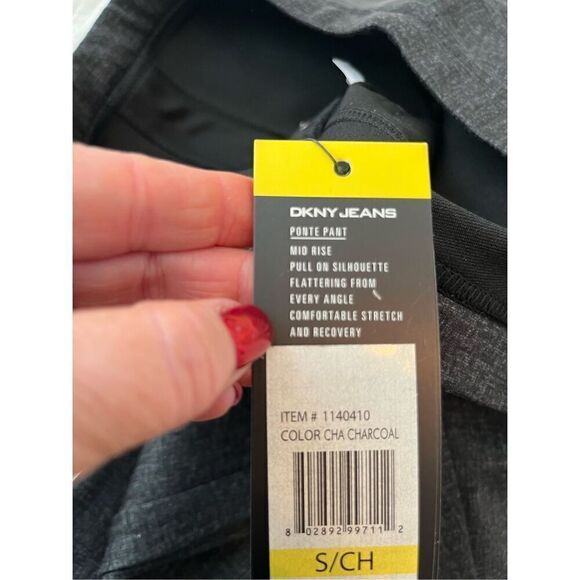 DKNY JEANS
PONTE PANT
MID RISE
PULL ON SILHOUETTE
FLATTERING FROM
EVERY ANGLE
COMFORTABLE STRETCH
AND RECOVERY
ITEM # 1140410
COLOR CHA CHARCOAL
8 02892 99711 2
S/CH